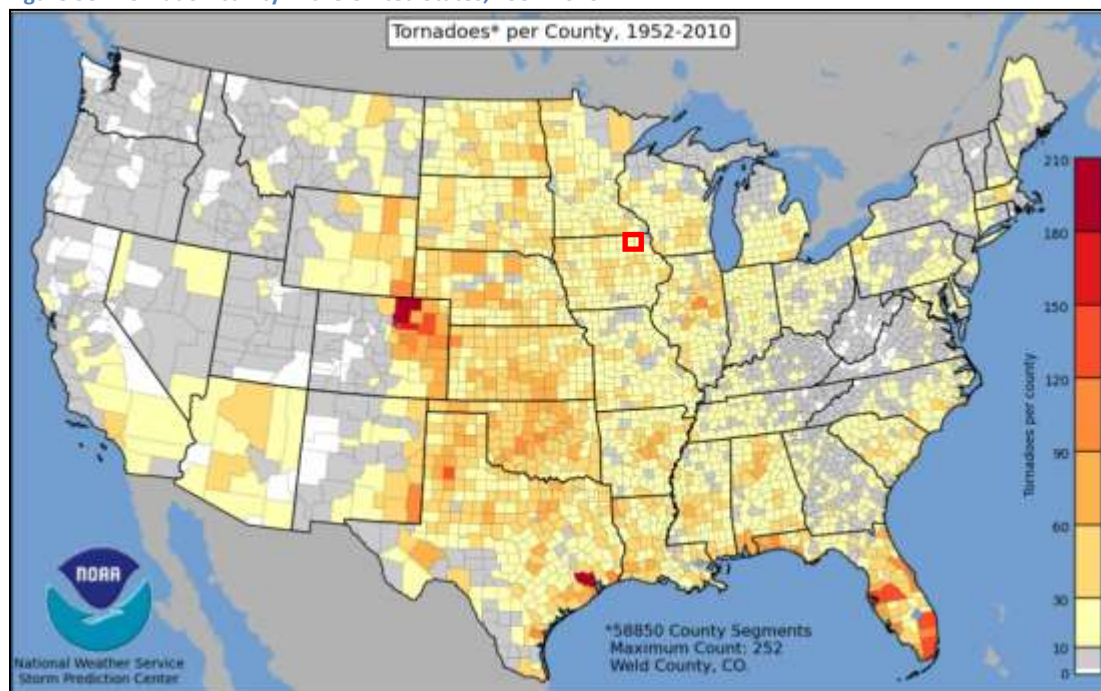 Tornadoes* per County, 1952-2010
210
180
150
120
90
60
30
10
0
Tornadoes per county
NOAA
National Weather Service
Storm Prediction Center
*58850 County Segments
Maximum Count: 252
Weld County, CO